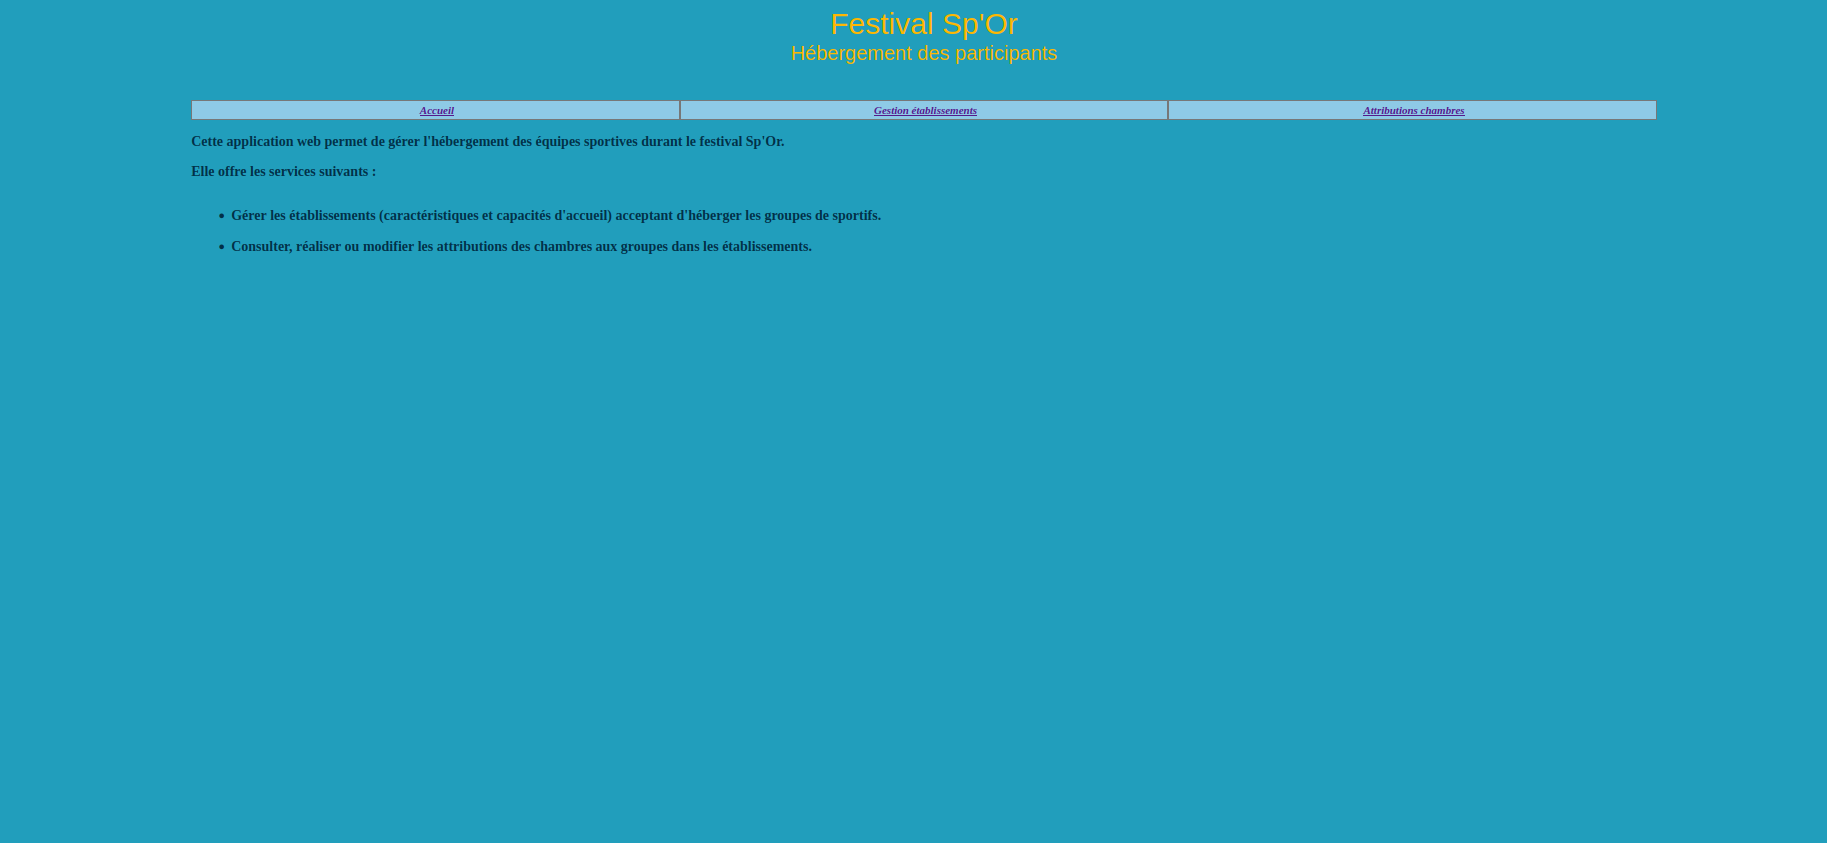 Festival Sp'Or
Hébergement des participants
Accueil
Gestion établissements
Attributions chambres
Cette application web permet de gérer l'hébergement des équipes sportives durant le festival Sp'Or.
Elle offre les services suivants :
• Gérer les établissements (caractéristiques et capacités d'accueil) acceptant d'héberger les groupes de sportifs.
• Consulter, réaliser ou modifier les attributions des chambres aux groupes dans les établissements.